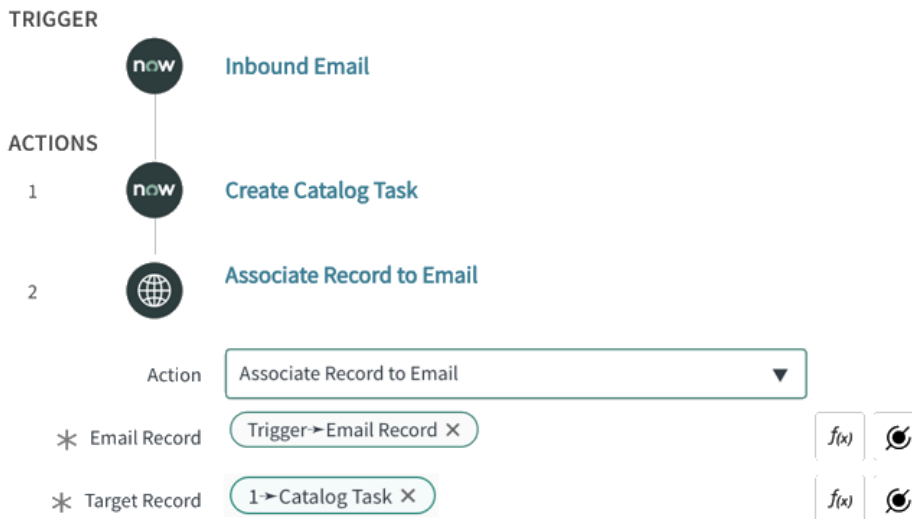 TRIGGER
now Inbound Email
ACTIONS
1 now Create Catalog Task
2 Associate Record to Email
Action Associate Record to Email
* Email Record Trigger➛Email Record × f(x)
* Target Record 1➛Catalog Task × f(x)